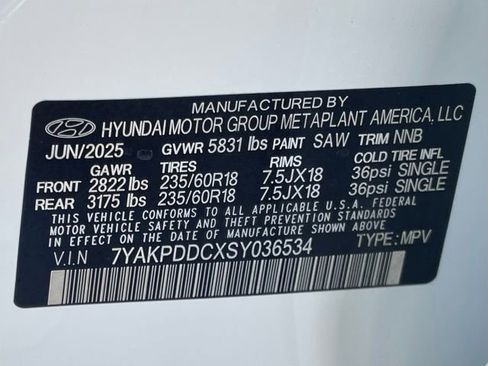 MANUFACTURED BY
HYUNDAI MOTOR GROUP METAPLANT AMERICA, LLC
JUN/2025 GVWR 5831 lbs PAINT SAW TRIM NNB
GAWR TIRES RIMS COLD TIRE INFL
FRONT 2822 lbs 235/60R18 7.5JX18 36psi SINGLE
REAR 3175 lbs 235/60R18 7.5JX18 36psi SINGLE
THIS VEHICLE CONFORMS TO ALL APPLICABLE U.S.A. FEDERAL
MOTOR VEHICLE SAFETY AND THEFT PREVENTION STANDARDS
IN EFFECT ON THE DATE OF MANUFACTURE SHOWN ABOVE.
V.I.N 7YAKPDDCXSY036534 TYPE: MPV